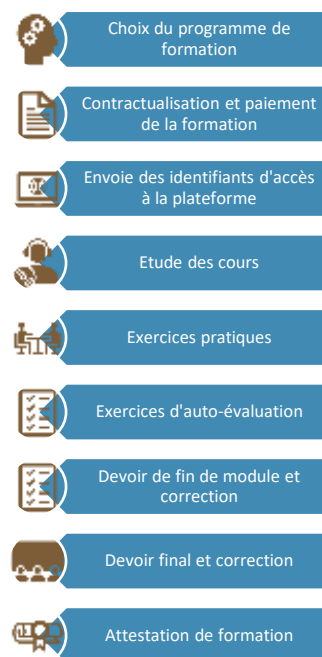 Choix du programme de
formation
Contractualisation et paiement
de la formation
Envoie des identifiants d'accès
à la plateforme
Etude des cours
Exercices pratiques
Exercices d'auto-évaluation
Devoir de fin de module et
correction
Devoir final et correction
Attestation de formation